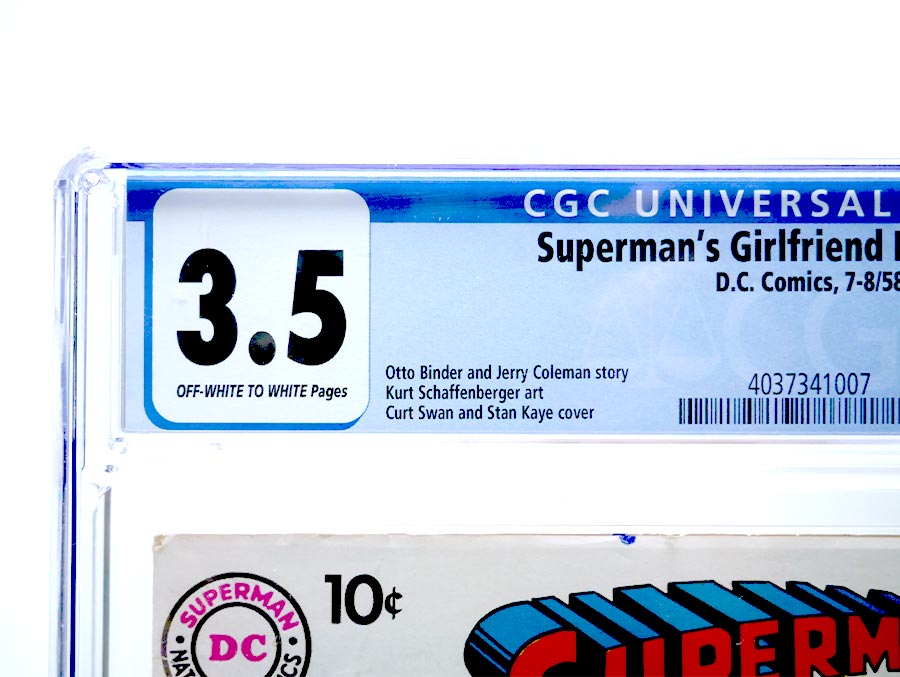 CGC UNIVERSAL
Superman's Girlfriend
D.C. Comics, 7-8/58
3.5
OFF-WHITE TO WHITE Pages
Otto Binder and Jerry Coleman story
Kurt Schaffenberger art
Curt Swan and Stan Kaye cover
4037341007
10¢
SUPERMAN
DC
SUPERM